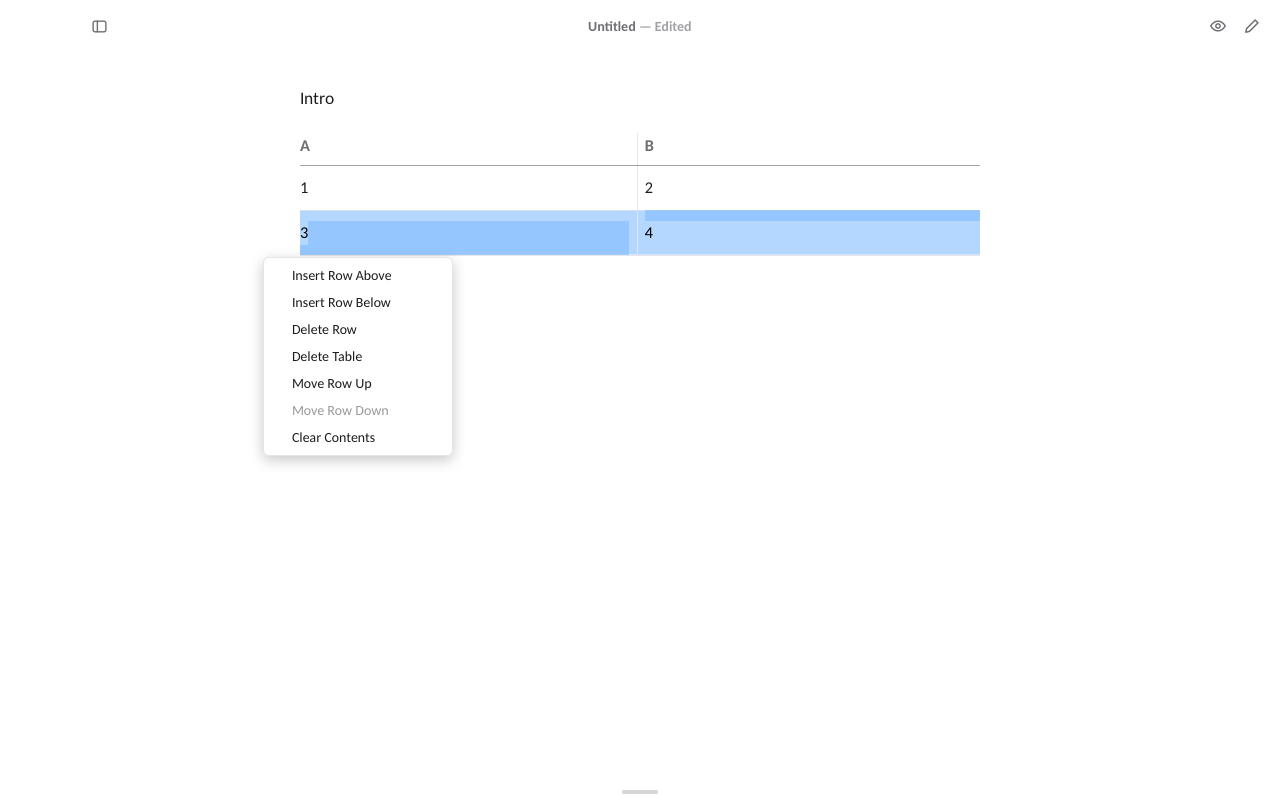 Untitled — Edited
Intro
A B
1 2
3 4
Insert Row Above
Insert Row Below
Delete Row
Delete Table
Move Row Up
Move Row Down
Clear Contents